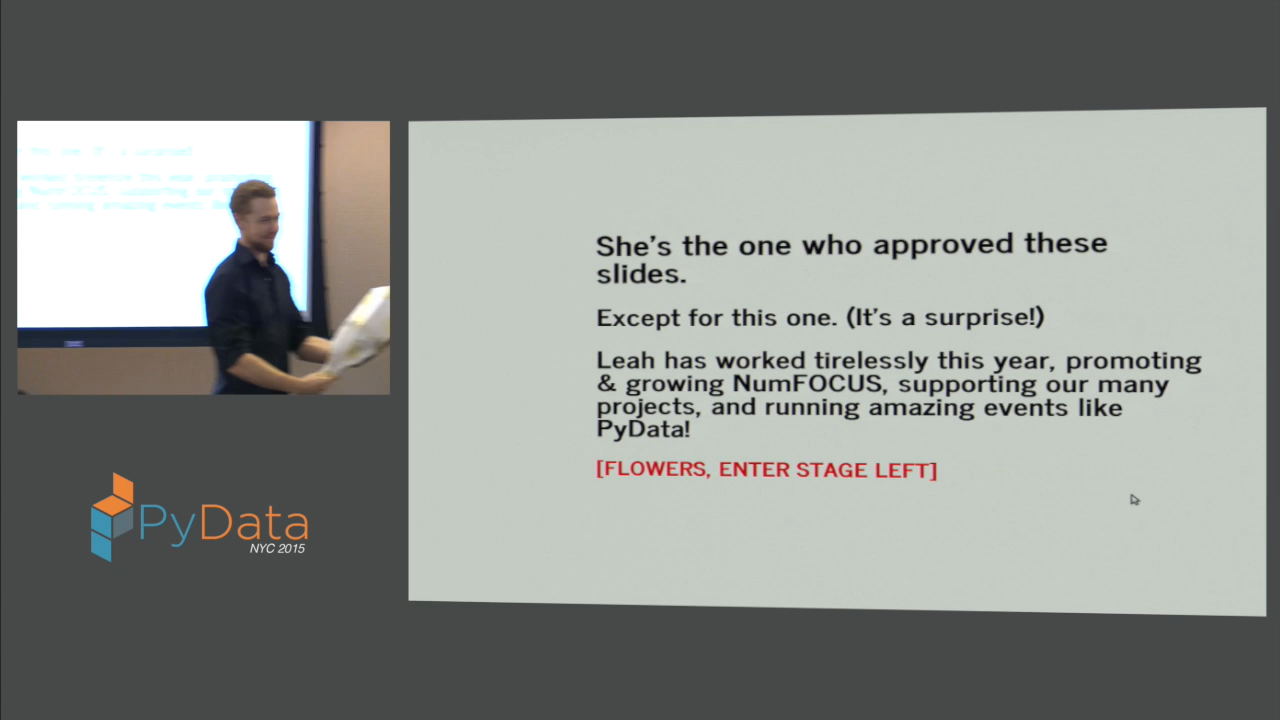 She's the one who approved these
slides.
Except for this one. (It's a surprise!)
Leah has worked tirelessly this year, promoting
& growing NumFOCUS, supporting our many
projects, and running amazing events like
PyData!
[FLOWERS, ENTER STAGE LEFT]
PyData
NYC 2015